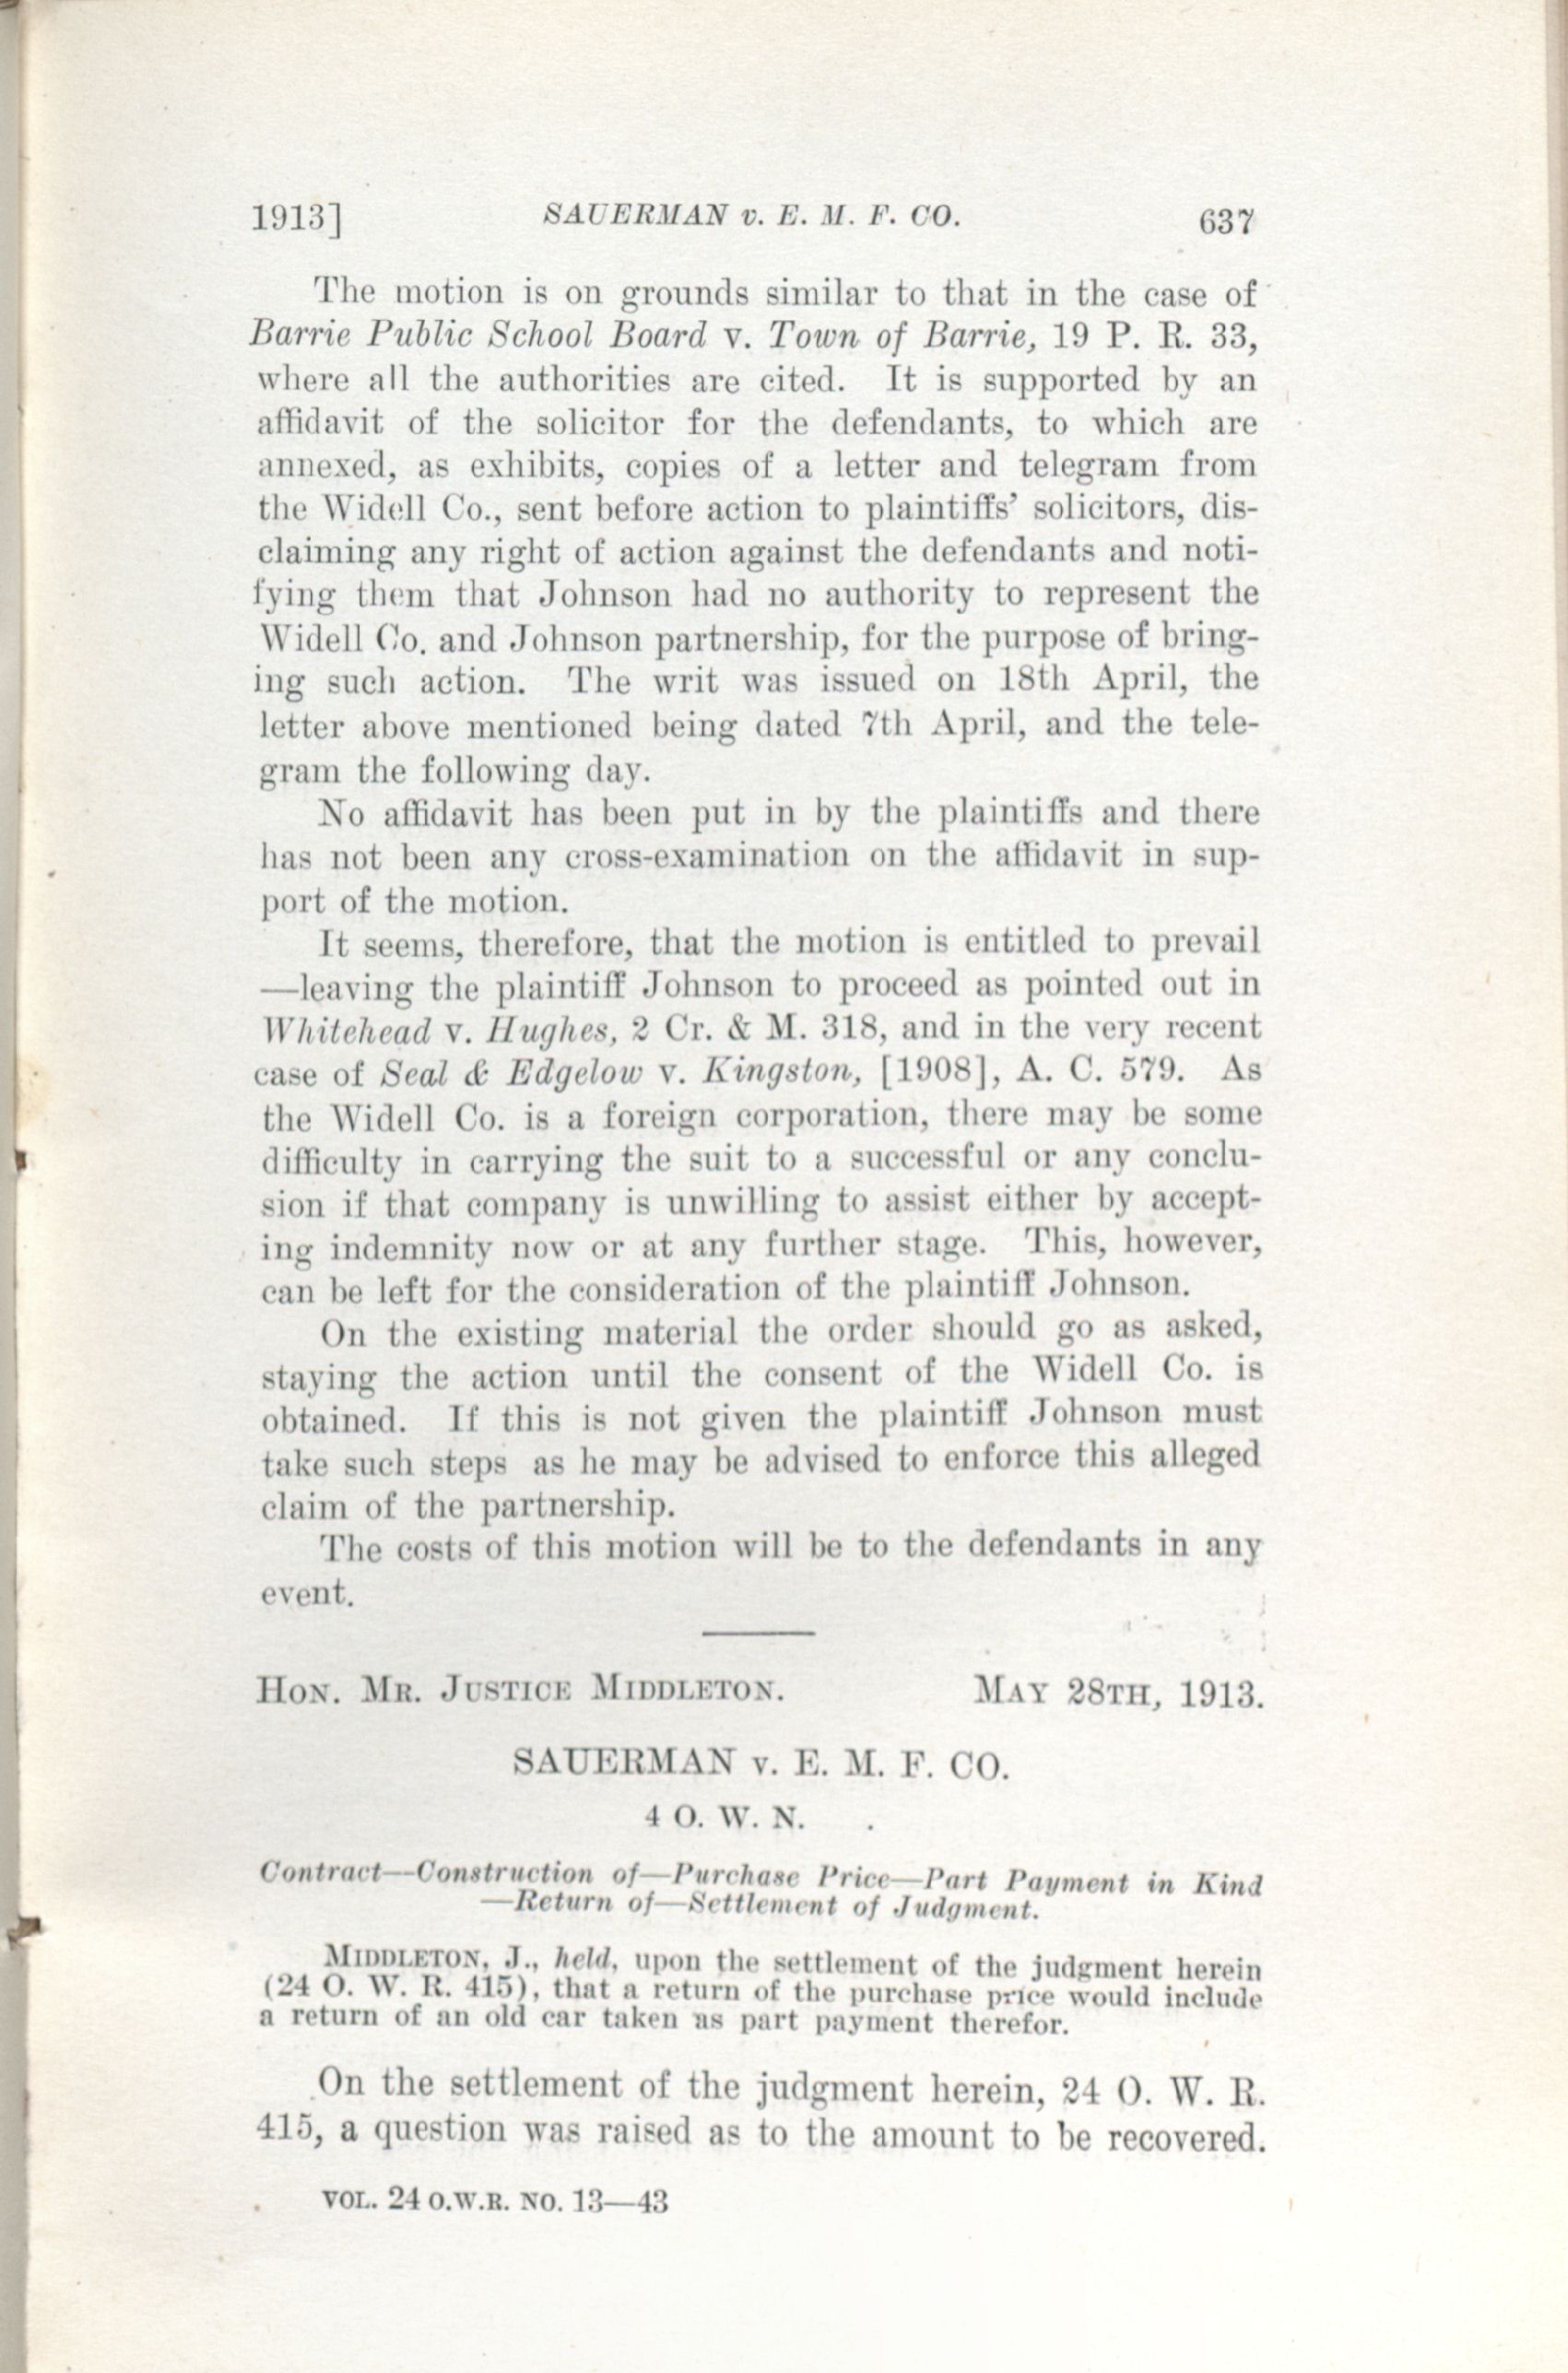 1913] SAUERMAN v. E. M. F. CO. 637
The motion is on grounds similar to that in the case of
Barrie Public School Board v. Town of Barrie, 19 P. R. 33,
where all the authorities are cited. It is supported by an
affidavit of the solicitor for the defendants, to which are
annexed, as exhibits, copies of a letter and telegram from
the Widell Co., sent before action to plaintiffs' solicitors, dis-
claiming any right of action against the defendants and noti-
fying them that Johnson had no authority to represent the
Widell Co. and Johnson partnership, for the purpose of bring-
ing such action. The writ was issued on 18th April, the
letter above mentioned being dated 7th April, and the tele-
gram the following day.
No affidavit has been put in by the plaintiffs and there
has not been any cross-examination on the affidavit in sup-
port of the motion.
It seems, therefore, that the motion is entitled to prevail
—leaving the plaintiff Johnson to proceed as pointed out in
Whitehead v. Hughes, 2 Cr. & M. 318, and in the very recent
case of Seal & Edgelow v. Kingston, [1908], A. C. 579. As
the Widell Co. is a foreign corporation, there may be some
difficulty in carrying the suit to a successful or any conclu-
sion if that company is unwilling to assist either by accept-
ing indemnity now or at any further stage. This, however,
can be left for the consideration of the plaintiff Johnson.
On the existing material the order should go as asked,
staying the action until the consent of the Widell Co. is
obtained. If this is not given the plaintiff Johnson must
take such steps as he may be advised to enforce this alleged
claim of the partnership.
The costs of this motion will be to the defendants in any
event.
HON. MR. JUSTICE MIDDLETON. MAY 28TH, 1913.
SAUERMAN v. E. M. F. CO.
4 O. W. N. .
Contract—Construction of—Purchase Price—Part Payment in Kind
—Return of—Settlement of Judgment.
MIDDLETON, J., held, upon the settlement of the judgment herein
(24 O. W. R. 415), that a return of the purchase price would include
a return of an old car taken as part payment therefor.
On the settlement of the judgment herein, 24 O. W. R.
415, a question was raised as to the amount to be recovered.
VOL. 24 O.W.R. NO. 13—43